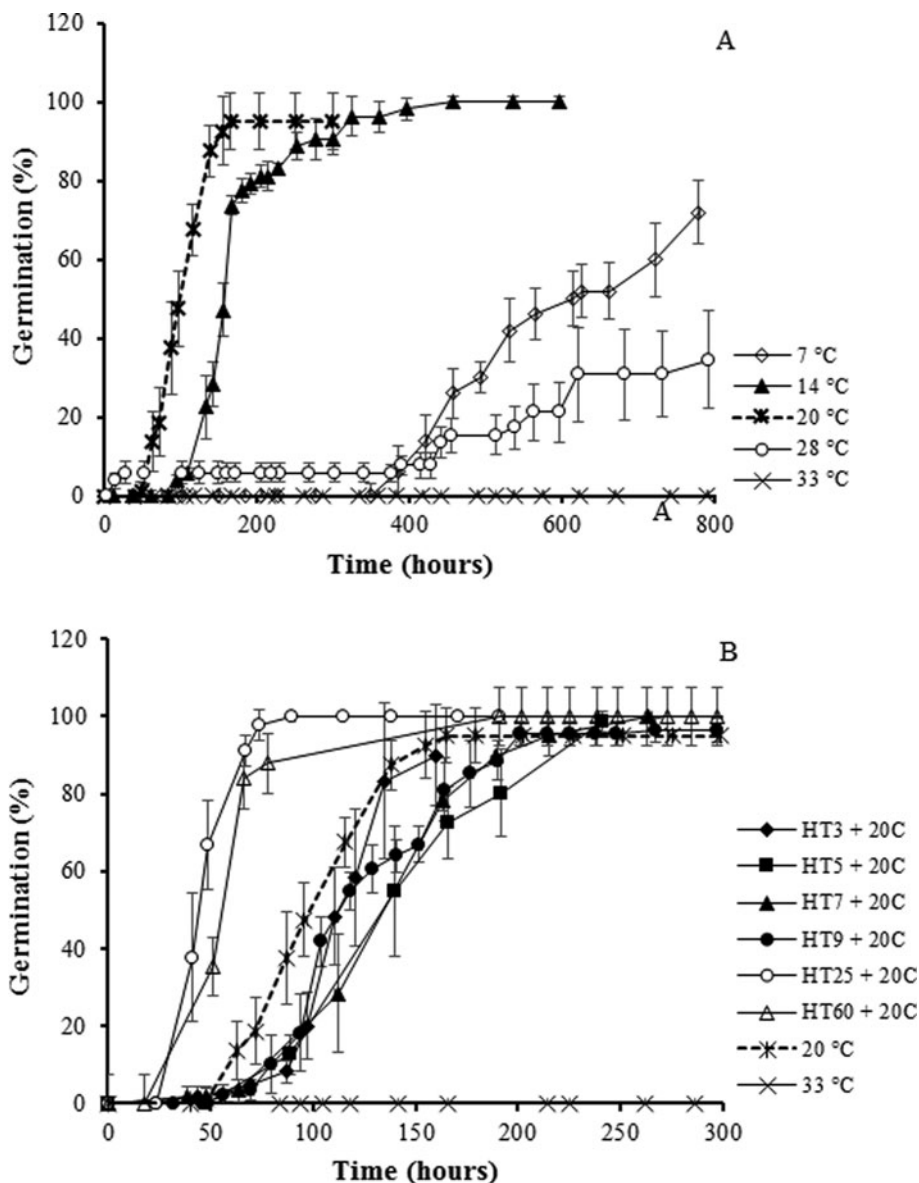 120
A
100
80
60
40
20
0
Germination (%)
7 °C
14 °C
20 °C
28 °C
33 °C
A
0 200 400 600 800
Time (hours)
120
B
100
80
60
40
20
0
Germination (%)
HT3 + 20C
HT5 + 20C
HT7 + 20C
HT9 + 20C
HT25 + 20C
HT60 + 20C
20 °C
33 °C
0 50 100 150 200 250 300
Time (hours)